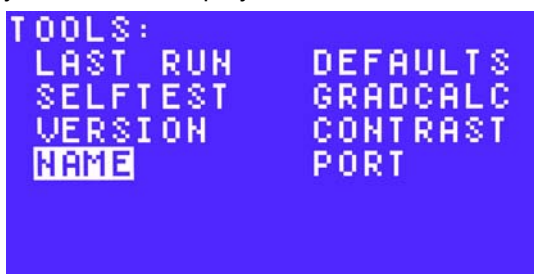 TOOLS:
LAST RUN DEFAULTS
SELFTEST GRADCALC
VERSION CONTRAST
NAME PORT